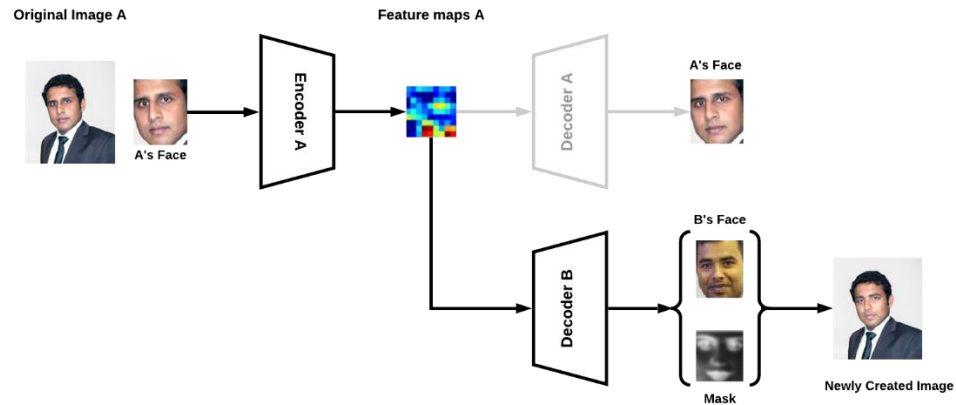 Original Image A
Feature maps A
A's Face
Encoder A
Decoder A
A's Face
B's Face
Decoder B
Mask
Newly Created Image